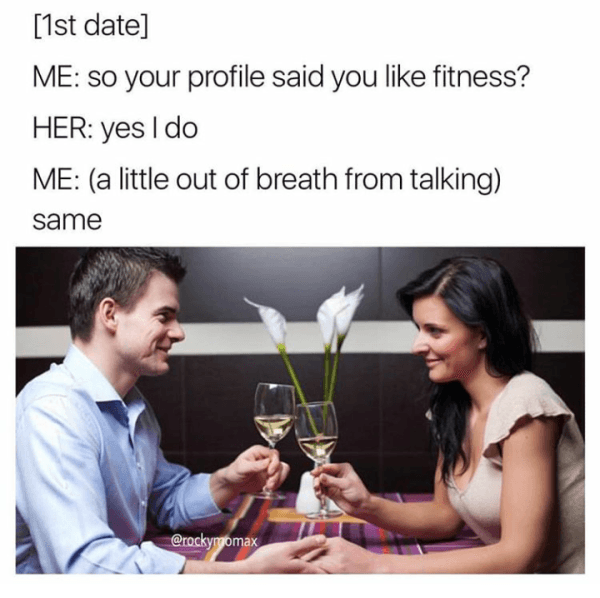 [1st date]
ME: so your profile said you like fitness?
HER: yes I do
ME: (a little out of breath from talking)
same
@rockymomax